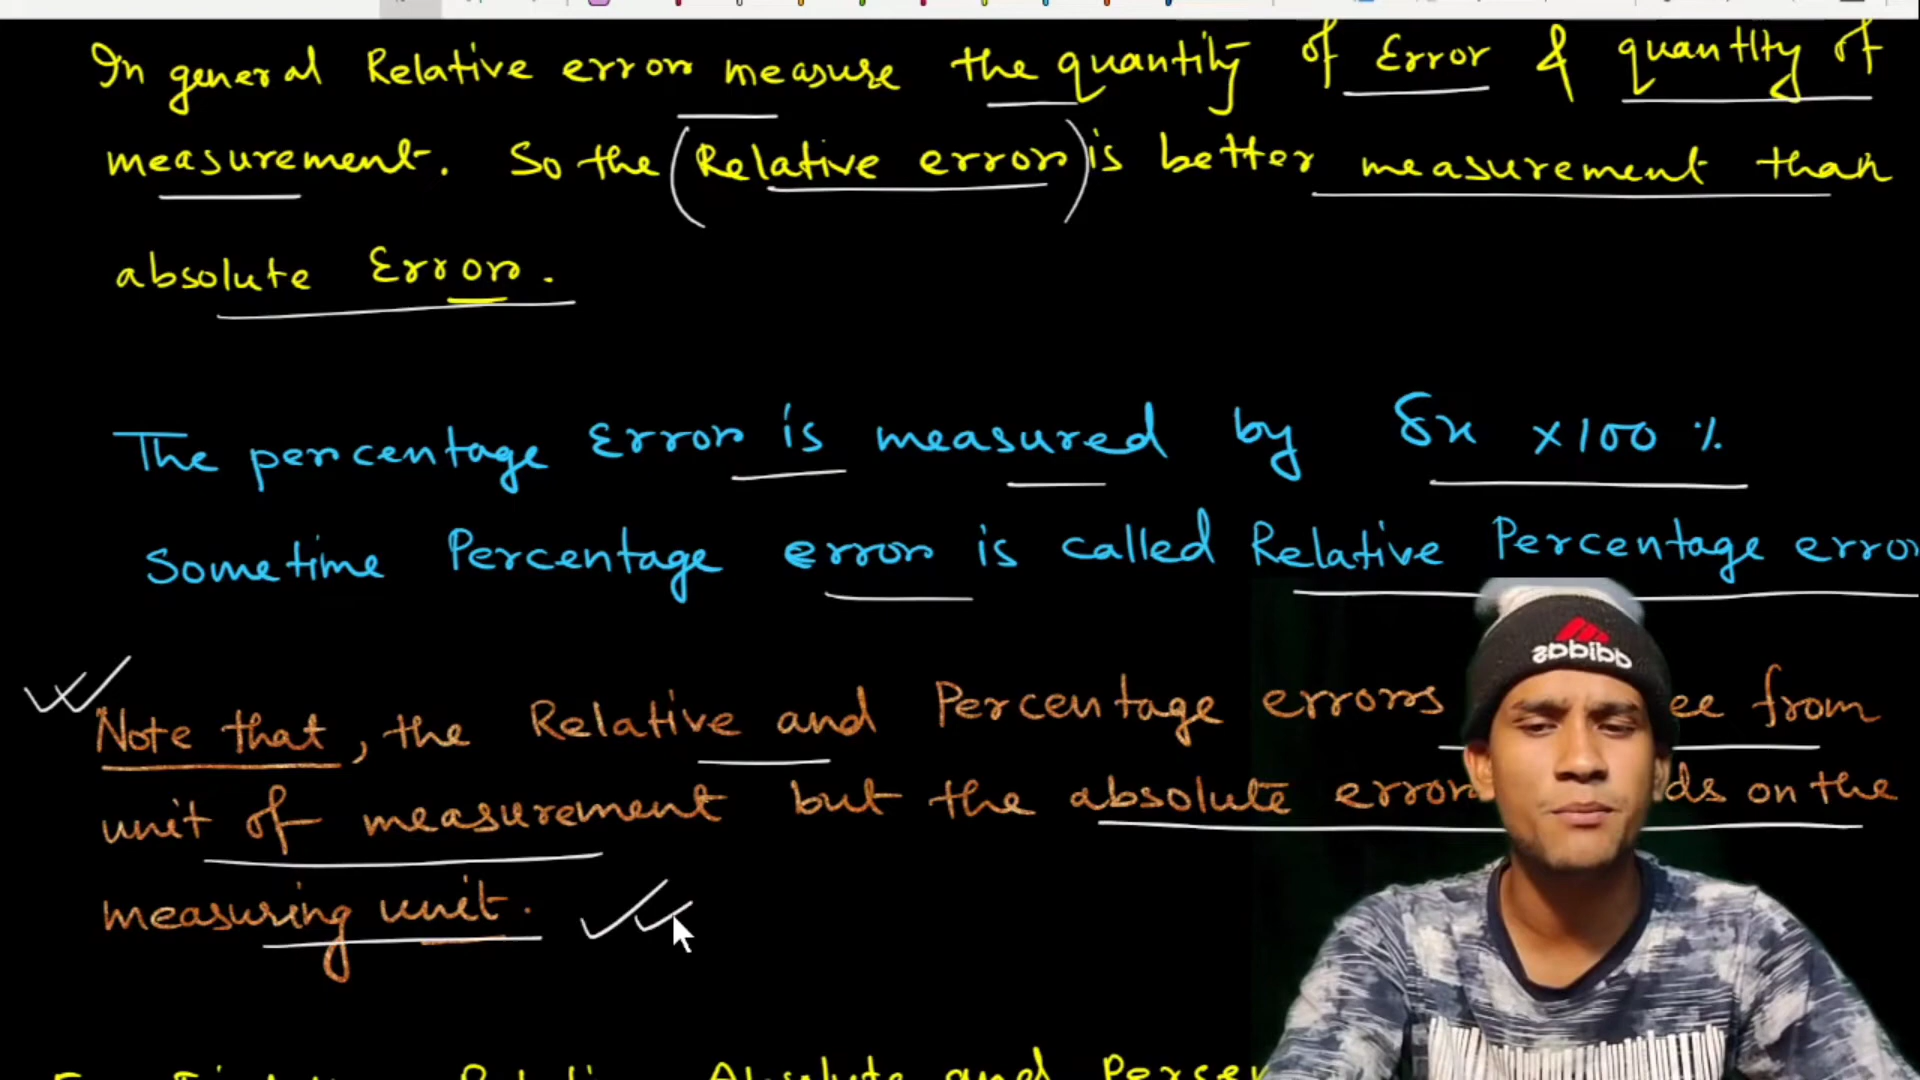 In general Relative error measure the quantity of Error & quantity of
measurement. So the (Relative error) is better measurement than
absolute Error.
The percentage Error is measured by δx ×100 %
Sometime Percentage error is called Relative Percentage error
Note that, the Relative and Percentage errors from
unit of measurement but the absolute error on the
measuring unit.
adidas
Relative Absolute and